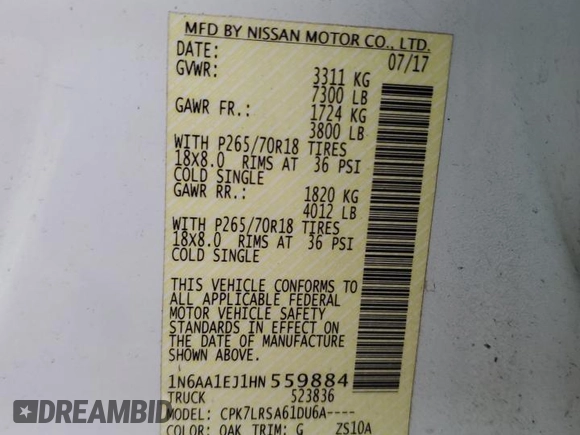 MFD BY NISSAN MOTOR CO., LTD.
DATE: 07/17
GVWR: 3311 KG
7300 LB
GAWR FR.: 1724 KG
3800 LB
WITH P265/70R18 TIRES
18X8.0 RIMS AT 36 PSI
COLD SINGLE
GAWR RR.: 1820 KG
4012 LB
WITH P265/70R18 TIRES
18X8.0 RIMS AT 36 PSI
COLD SINGLE
THIS VEHICLE CONFORMS TO
ALL APPLICABLE FEDERAL
MOTOR VEHICLE SAFETY
STANDARDS IN EFFECT ON
THE DATE OF MANUFACTURE
SHOWN ABOVE.
1N6AA1EJ1HN 559884
TRUCK 523836
MODEL: CPK7LRSA61DU6A----
COLOR: QAK TRIM: G ZS10A
DREAMBID